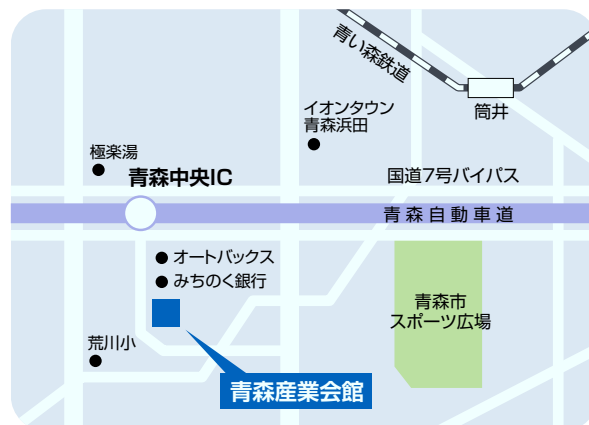 青い森鉄道
筒井
イオンタウン
青森浜田
極楽湯
青森中央IC
国道7号バイパス
青森自動車道
オートバックス
みちのく銀行
青森市
スポーツ広場
荒川小
青森産業会館